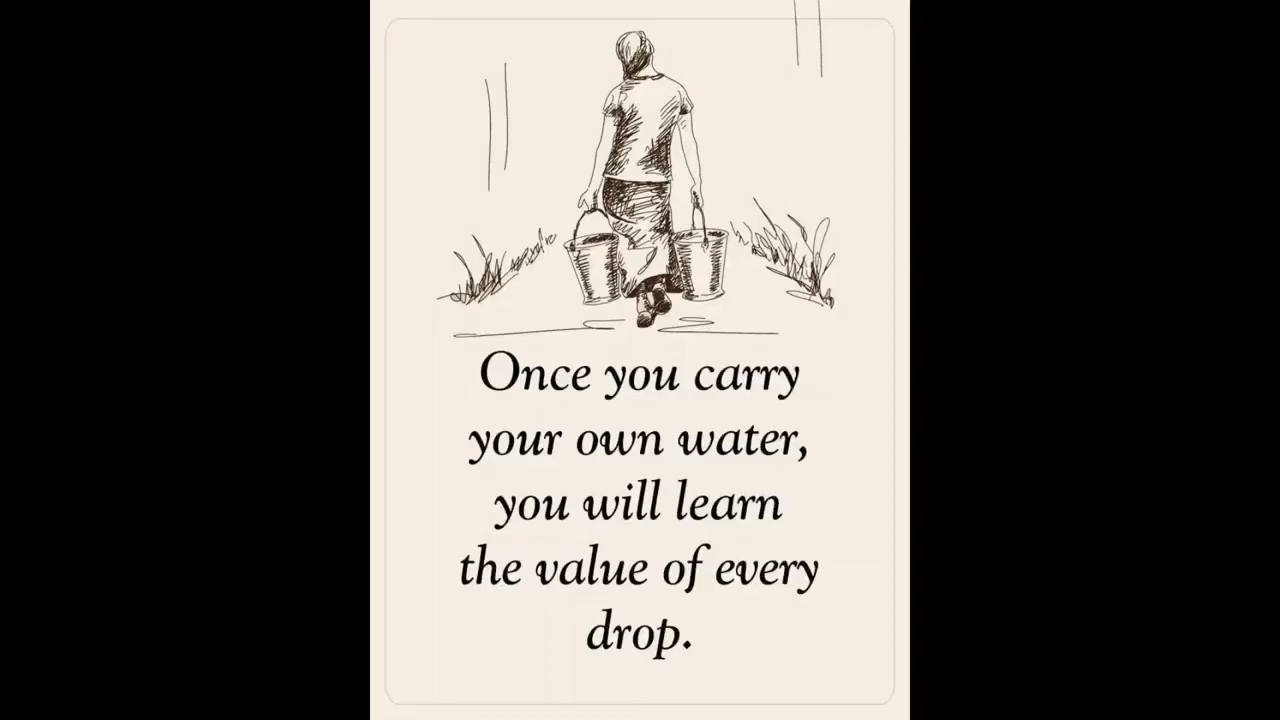 Once you carry
your own water,
you will learn
the value of every
drop.